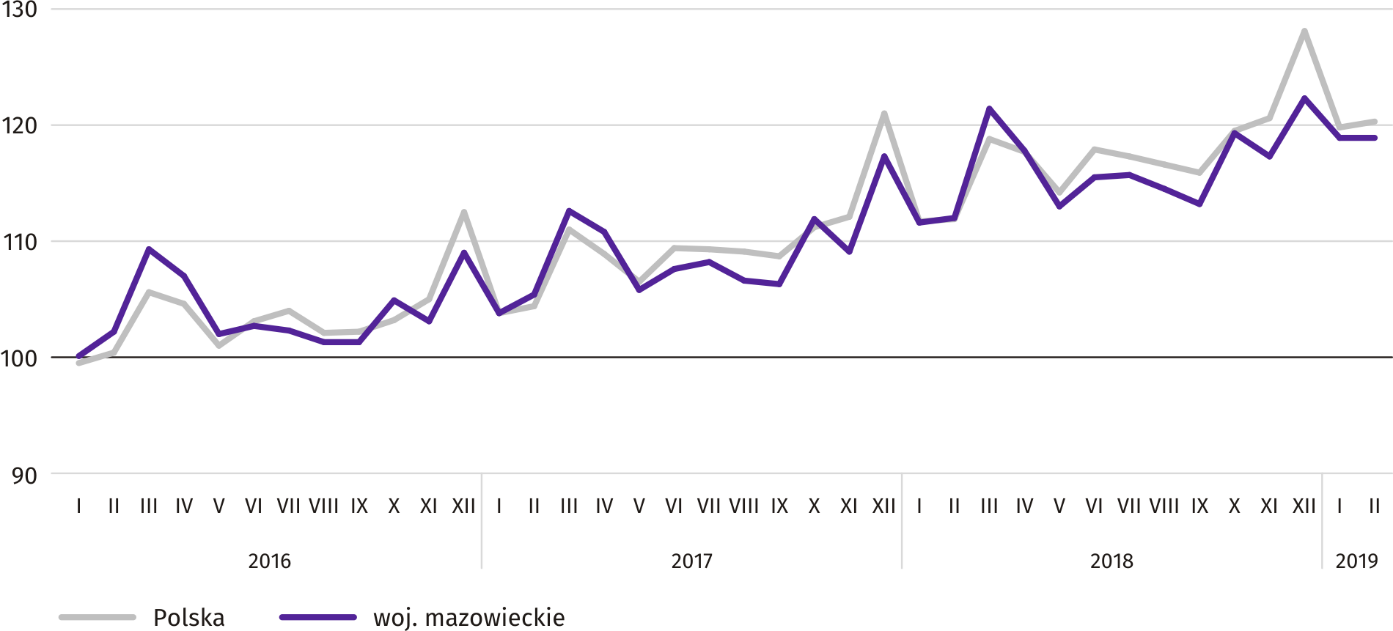 130
120
110
100
90
I II III IV V VI VII VIII IX X XI XII I II III IV V VI VII VIII IX X XI XII I II III IV V VI VII VIII IX X XI XII I II
2016 2017 2018 2019
Polska woj. mazowieckie